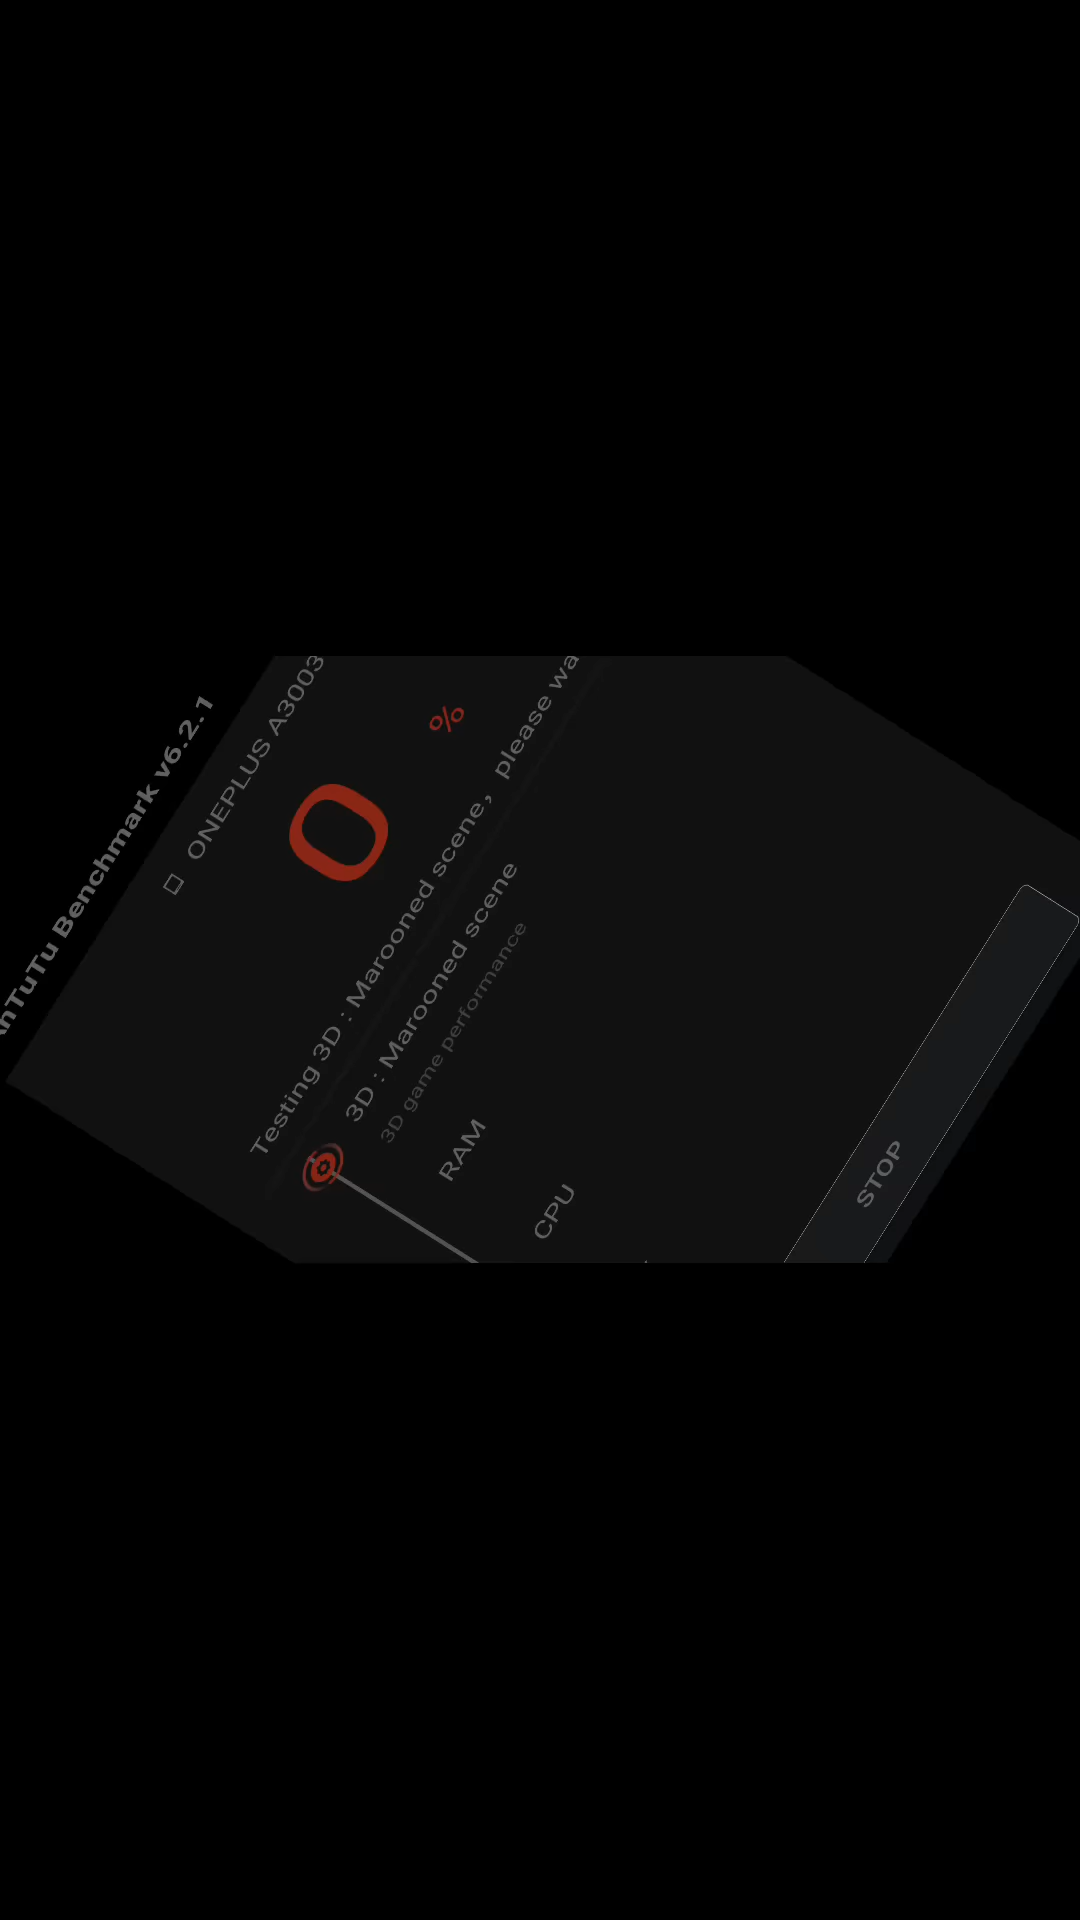 AnTuTu Benchmark v6.2.1
ONEPLUS A3003
0 %
Testing 3D : Marooned scene, please wa
3D : Marooned scene
3D game performance
RAM
CPU
STOP